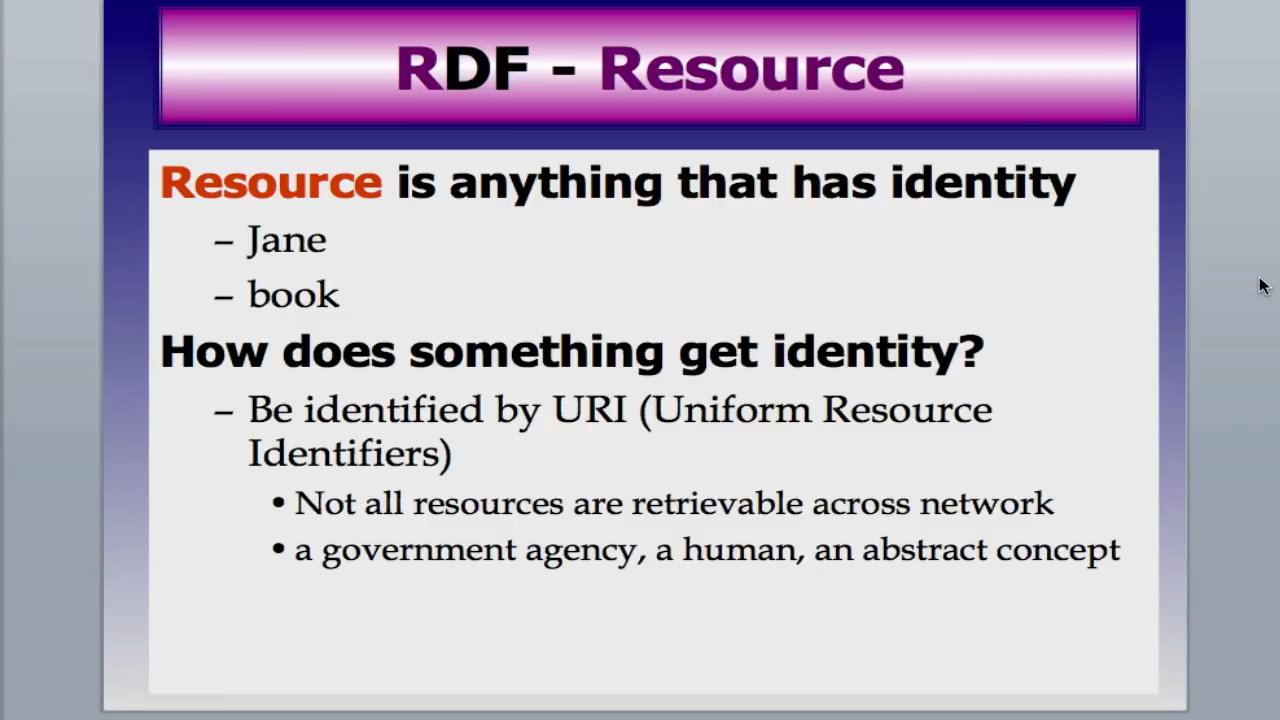 RDF - Resource
Resource is anything that has identity
– Jane
– book
How does something get identity?
– Be identified by URI (Uniform Resource
Identifiers)
• Not all resources are retrievable across network
• a government agency, a human, an abstract concept